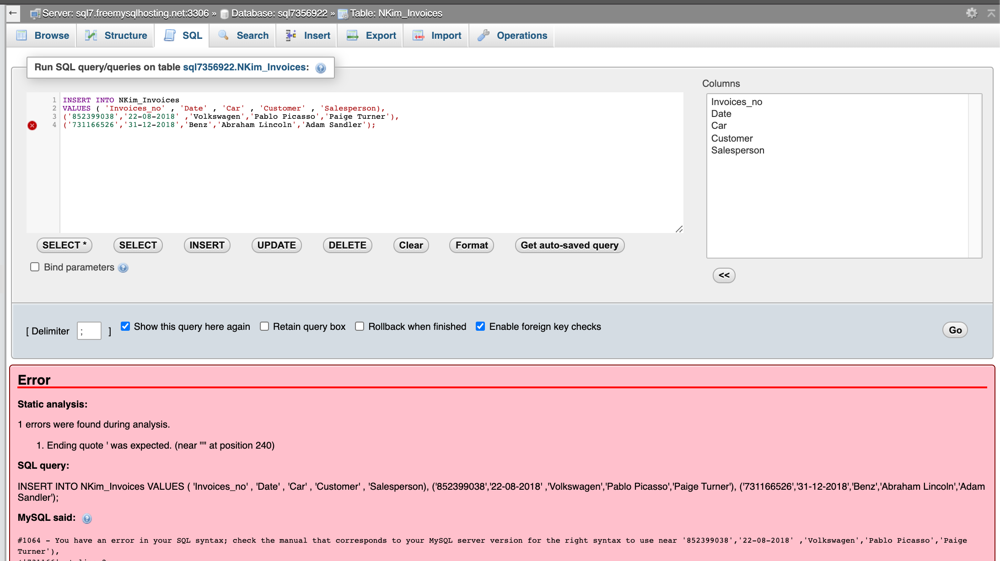 Server: sql7.freemysqlhosting.net:3306 » Database: sql7356922 » Table: NKim_Invoices
Browse Structure SQL Search Insert Export Import Operations
Run SQL query/queries on table sql7356922.NKim_Invoices:
Columns
1 INSERT INTO NKim_Invoices
2 VALUES ( 'Invoices_no' , 'Date' , 'Car' , 'Customer' , 'Salesperson),
3 ('852399038','22-08-2018' ,'Volkswagen','Pablo Picasso','Paige Turner'),
4 ('731166526','31-12-2018','Benz','Abraham Lincoln','Adam Sandler');
Invoices_no
Date
Car
Customer
Salesperson
SELECT * SELECT INSERT UPDATE DELETE Clear Format Get auto-saved query
Bind parameters
<<
[ Delimiter ; ] Show this query here again Retain query box Rollback when finished Enable foreign key checks
Go
Error
Static analysis:
1 errors were found during analysis.
1. Ending quote ' was expected. (near "" at position 240)
SQL query:
INSERT INTO NKim_Invoices VALUES ( 'Invoices_no' , 'Date' , 'Car' , 'Customer' , 'Salesperson), ('852399038','22-08-2018' ,'Volkswagen','Pablo Picasso','Paige Turner'), ('731166526','31-12-2018','Benz','Abraham Lincoln','Adam
Sandler');
MySQL said:
#1064 - You have an error in your SQL syntax; check the manual that corresponds to your MySQL server version for the right syntax to use near '852399038','22-08-2018' ,'Volkswagen','Pablo Picasso','Paige
Turner'),